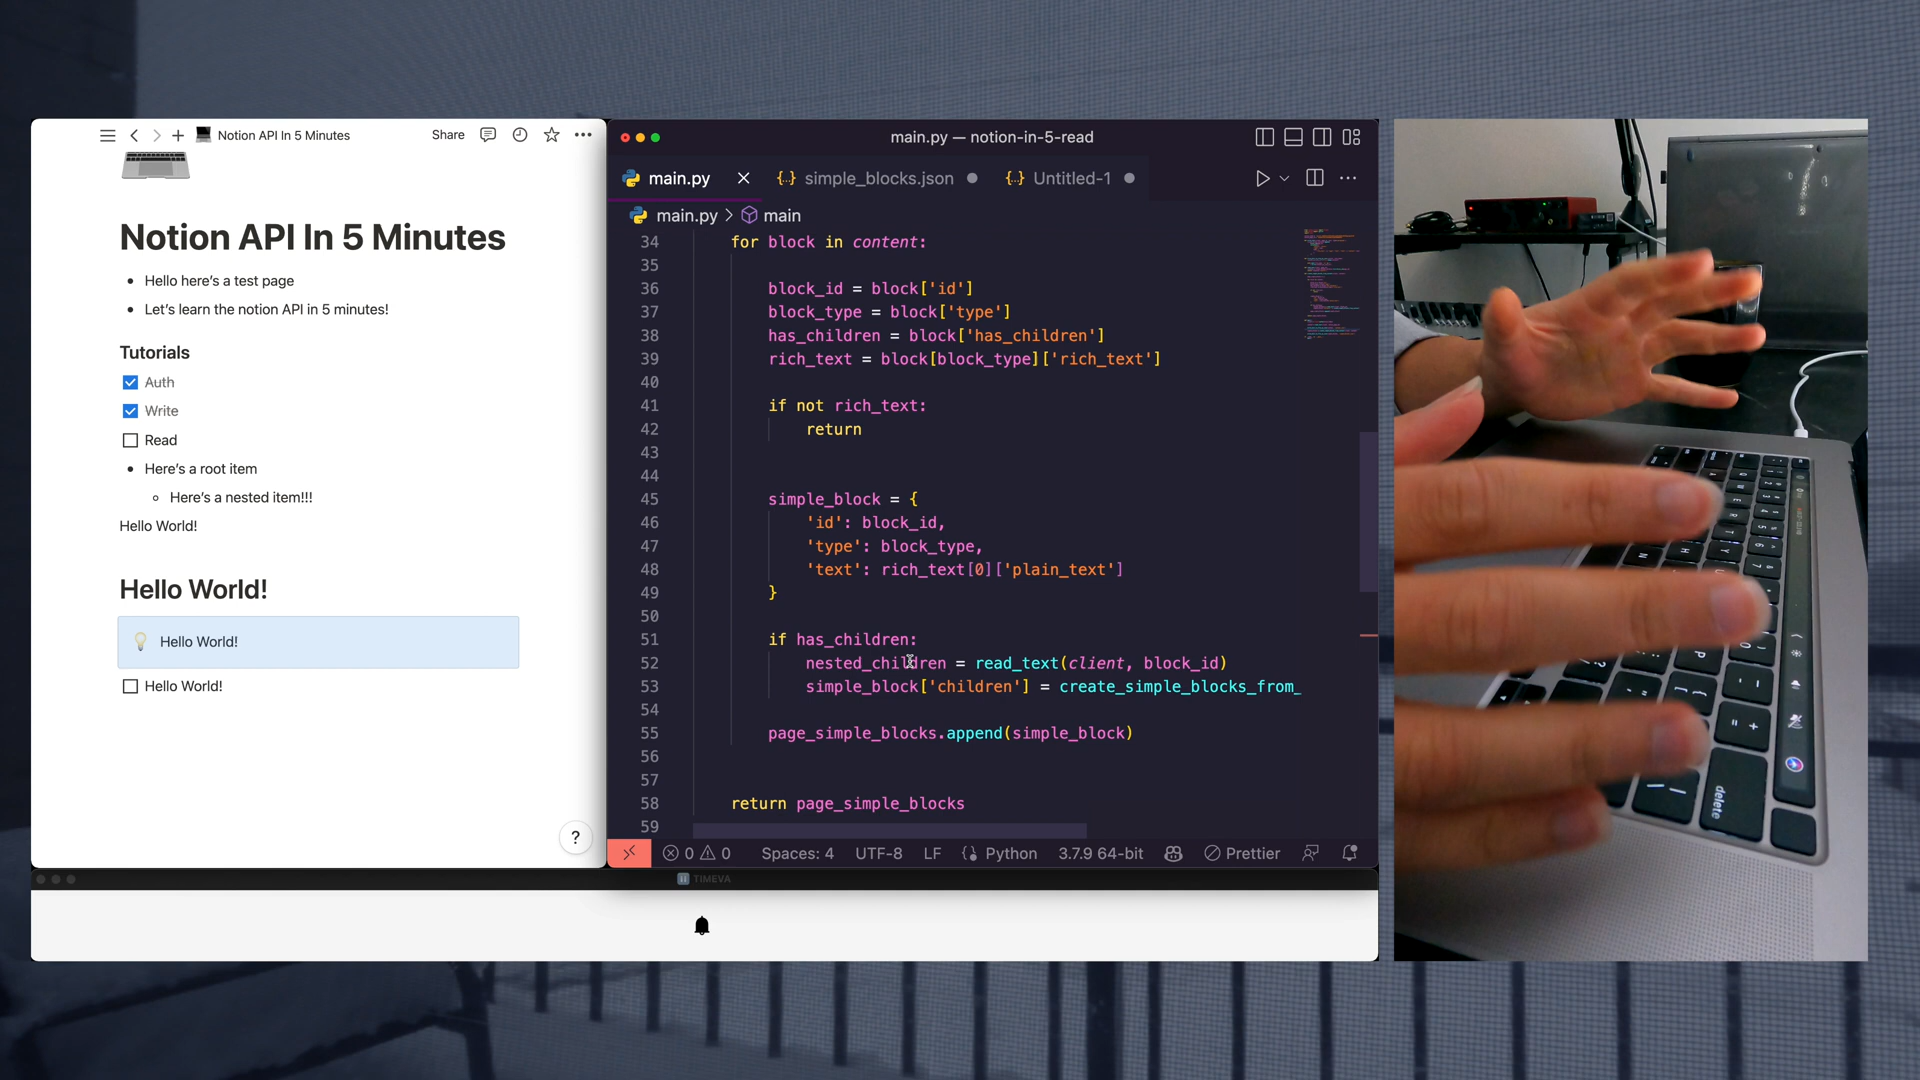 Notion API In 5 Minutes
Share
Notion API In 5 Minutes
Hello here's a test page
Let's learn the notion API in 5 minutes!
Tutorials
Auth
Write
Read
Here's a root item
Here's a nested item!!!
Hello World!
Hello World!
Hello World!
Hello World!
?
main.py — notion-in-5-read
main.py
{..} simple_blocks.json
{..} Untitled-1
main.py > main
34 for block in content:
35
36 block_id = block['id']
37 block_type = block['type']
38 has_children = block['has_children']
39 rich_text = block[block_type]['rich_text']
40
41 if not rich_text:
42 return
43
44
45 simple_block = {
46 'id': block_id,
47 'type': block_type,
48 'text': rich_text[0]['plain_text']
49 }
50
51 if has_children:
52 nested_children = read_text(client, block_id)
53 simple_block['children'] = create_simple_blocks_from_
54
55 page_simple_blocks.append(simple_block)
56
57
58 return page_simple_blocks
59
0 0 Spaces: 4 UTF-8 LF Python 3.7.9 64-bit Prettier
TIMEVA
delete